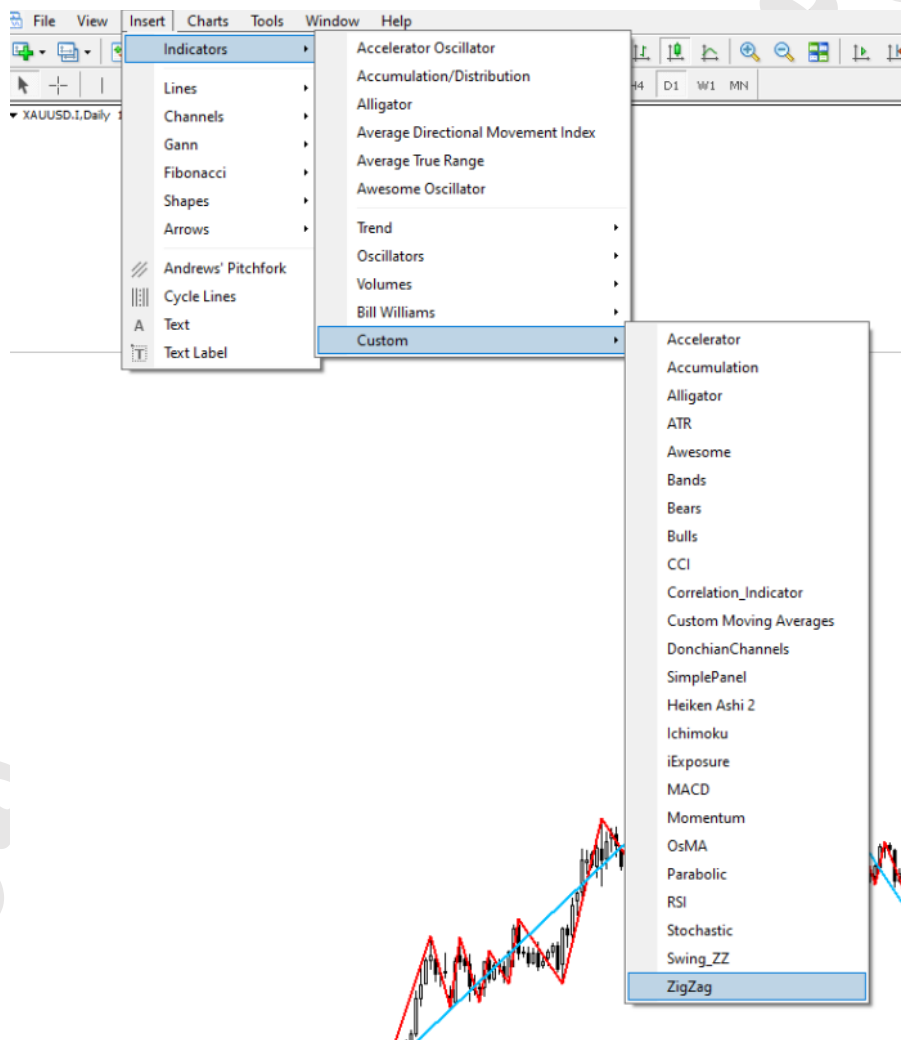 File View Insert Charts Tools Window Help
H4 D1 W1 MN
XAUUSD.I,Daily
Indicators
Lines
Channels
Gann
Fibonacci
Shapes
Arrows
Andrews' Pitchfork
Cycle Lines
A Text
T Text Label
Accelerator Oscillator
Accumulation/Distribution
Alligator
Average Directional Movement Index
Average True Range
Awesome Oscillator
Trend
Oscillators
Volumes
Bill Williams
Custom
Accelerator
Accumulation
Alligator
ATR
Awesome
Bands
Bears
Bulls
CCI
Correlation_Indicator
Custom Moving Averages
DonchianChannels
SimplePanel
Heiken Ashi 2
Ichimoku
iExposure
MACD
Momentum
OsMA
Parabolic
RSI
Stochastic
Swing_ZZ
ZigZag